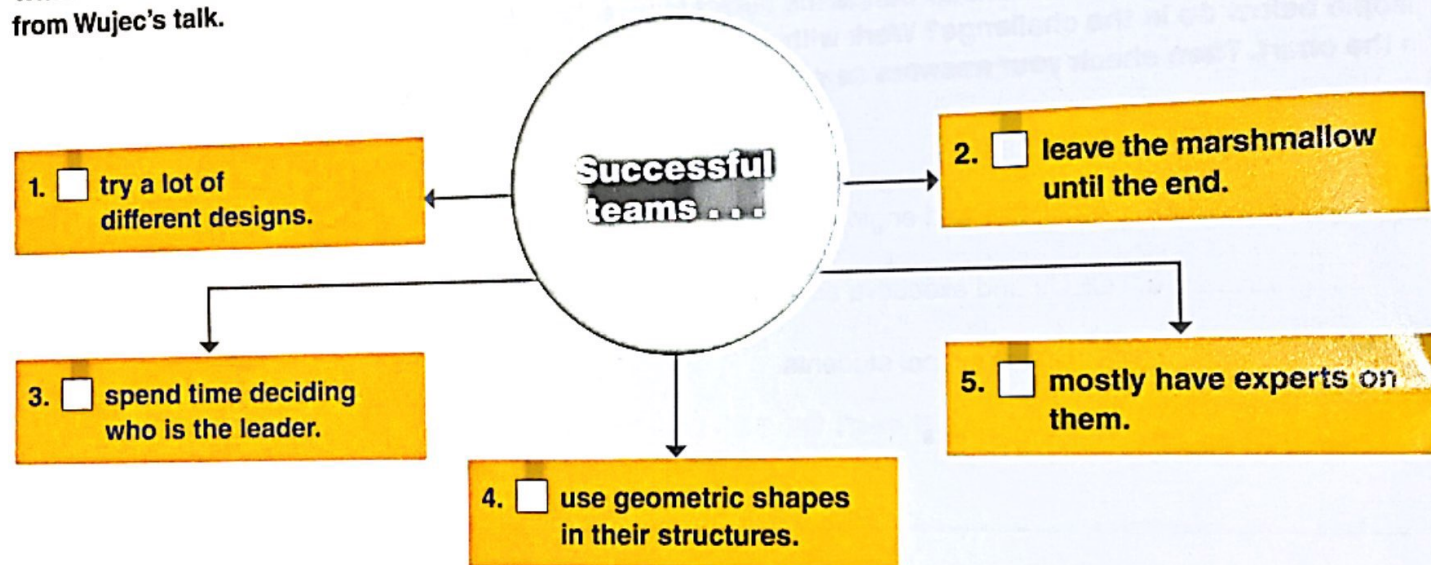 from Wujec's talk.
Successful
teams . . .
1. try a lot of
different designs.
2. leave the marshmallow
until the end.
3. spend time deciding
who is the leader.
4. use geometric shapes
in their structures.
5. mostly have experts on
them.